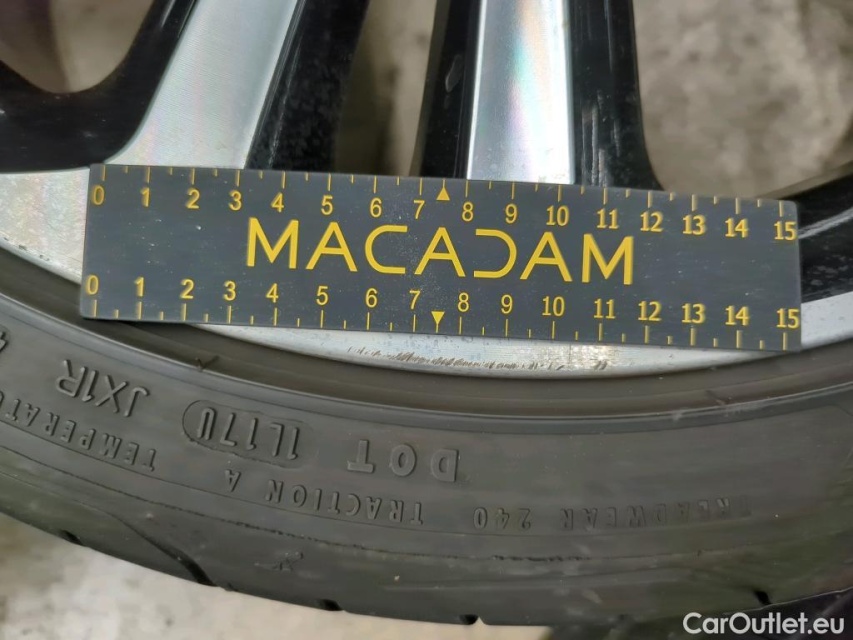 0 1 2 3 4 5 6 7 8 9 10 11 12 13 14 15
MACADAM
0 1 2 3 4 5 6 7 8 9 10 11 12 13 14 15
DOT 1L17U JX1R
TREADWEAR 240 TRACTION A
CarOutlet.eu